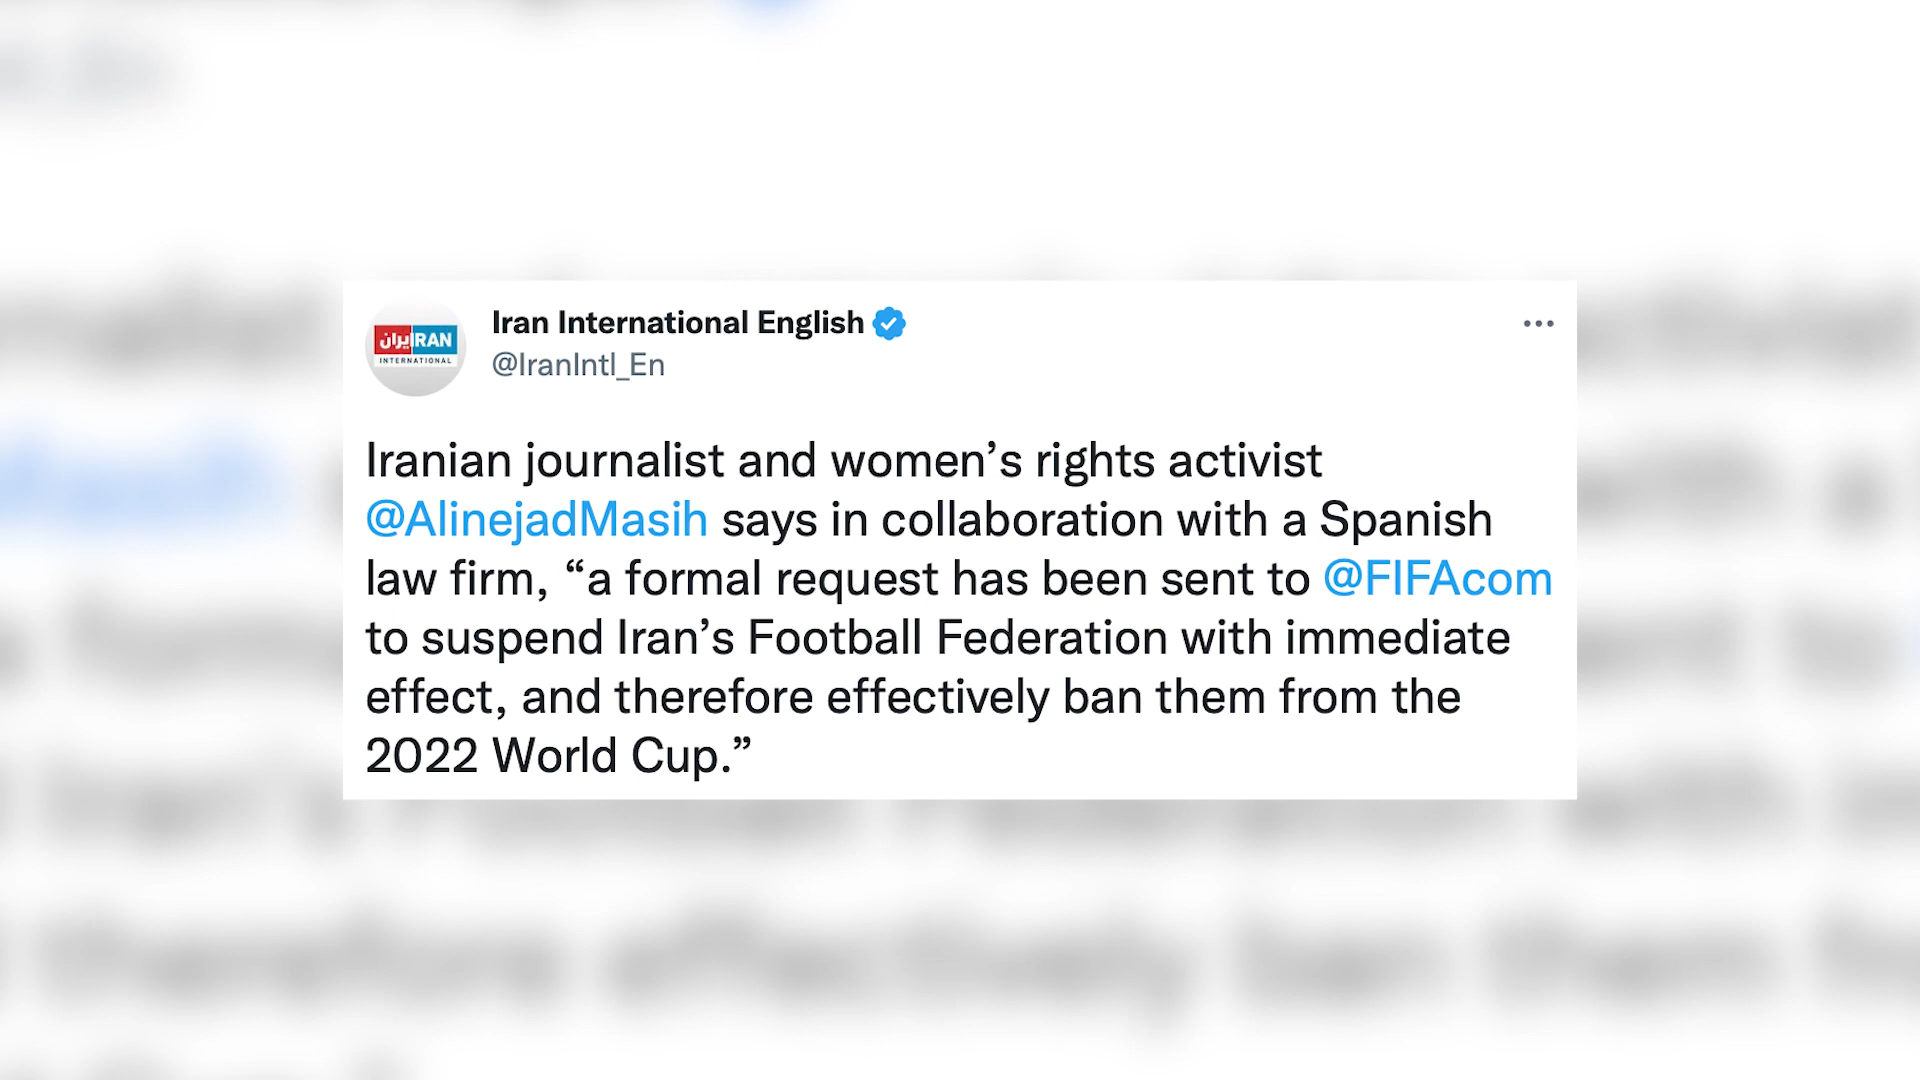 ایران IRAN
INTERNATIONAL
Iran International English
@IranIntl_En
Iranian journalist and women’s rights activist
@AlinejadMasih says in collaboration with a Spanish
law firm, “a formal request has been sent to @FIFAcom
to suspend Iran’s Football Federation with immediate
effect, and therefore effectively ban them from the
2022 World Cup.”